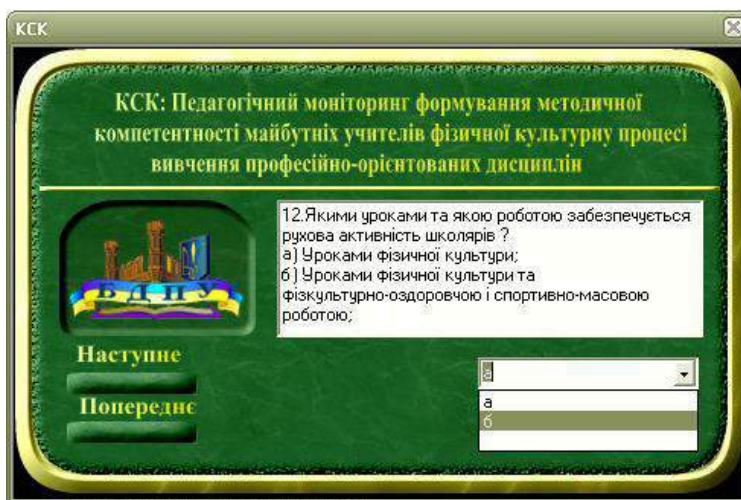 КСК
КСК: Педагогічний моніторинг формування методичної
компетентності майбутніх учителів фізичної культуриу процесі
вивчення професійно-орієнтованих дисциплін
12.Якими уроками та якою роботою забезпечується
рухова активність школярів ?
а) Уроками фізичної культури;
б) Уроками фізичної культури та
фізкультурно-оздоровчою і спортивно-масовою
роботою;
БДПУ
Наступне
Попереднє
а
а
б